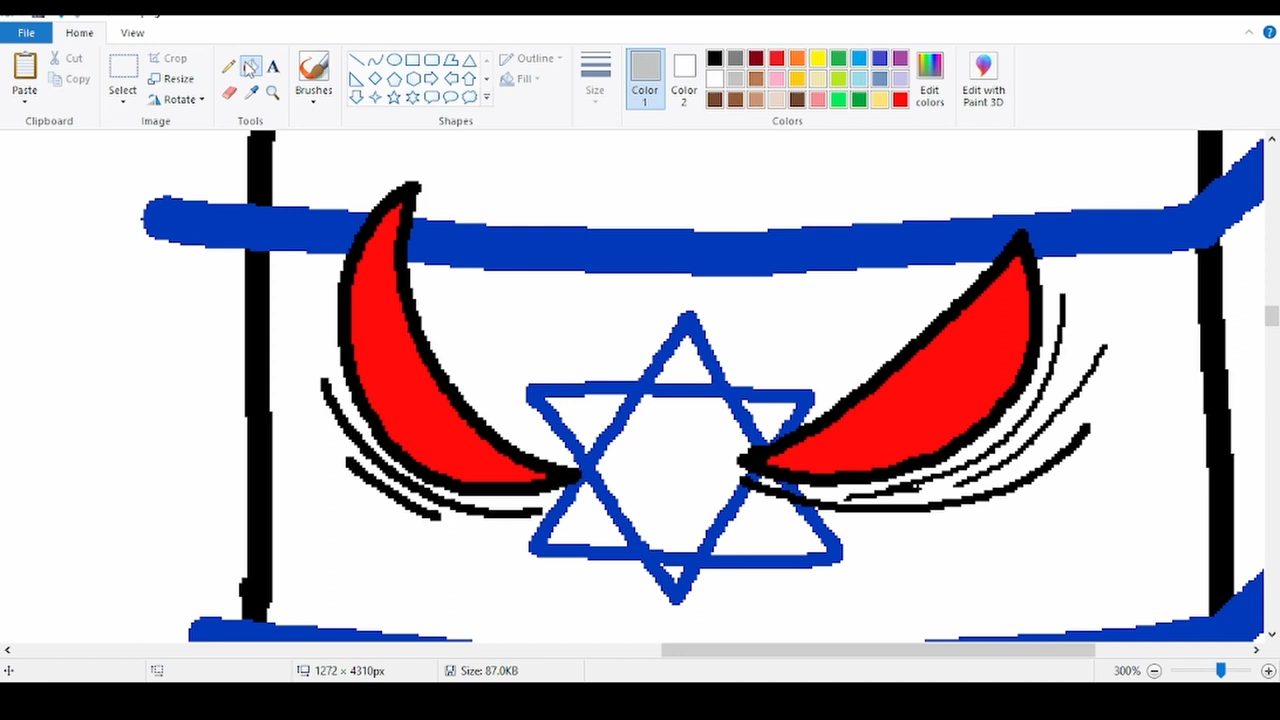 File Home View
Cut
Copy
Paste
Clipboard
Select
Crop
Resize
Rotate
Image
A
Tools
Brushes
Outline
Fill
Shapes
Size
Color 1
Color 2
Edit colors
Colors
Edit with Paint 3D
1272 × 4310px
Size: 87.0KB
300%